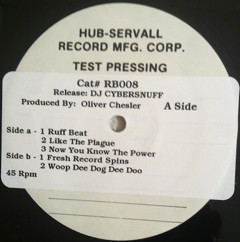 HUB-SERVALL
RECORD MFG. CORP.
TEST PRESSING
Cat# RB008
Release: DJ CYBERSNUFF
Produced By: Oliver Chesler A Side
Side a - 1 Ruff Beat
2 Like The Plague
3 Now You Know The Power
Side b - 1 Fresh Record Spins
2 Woop Dee Dog Dee Doo
45 Rpm